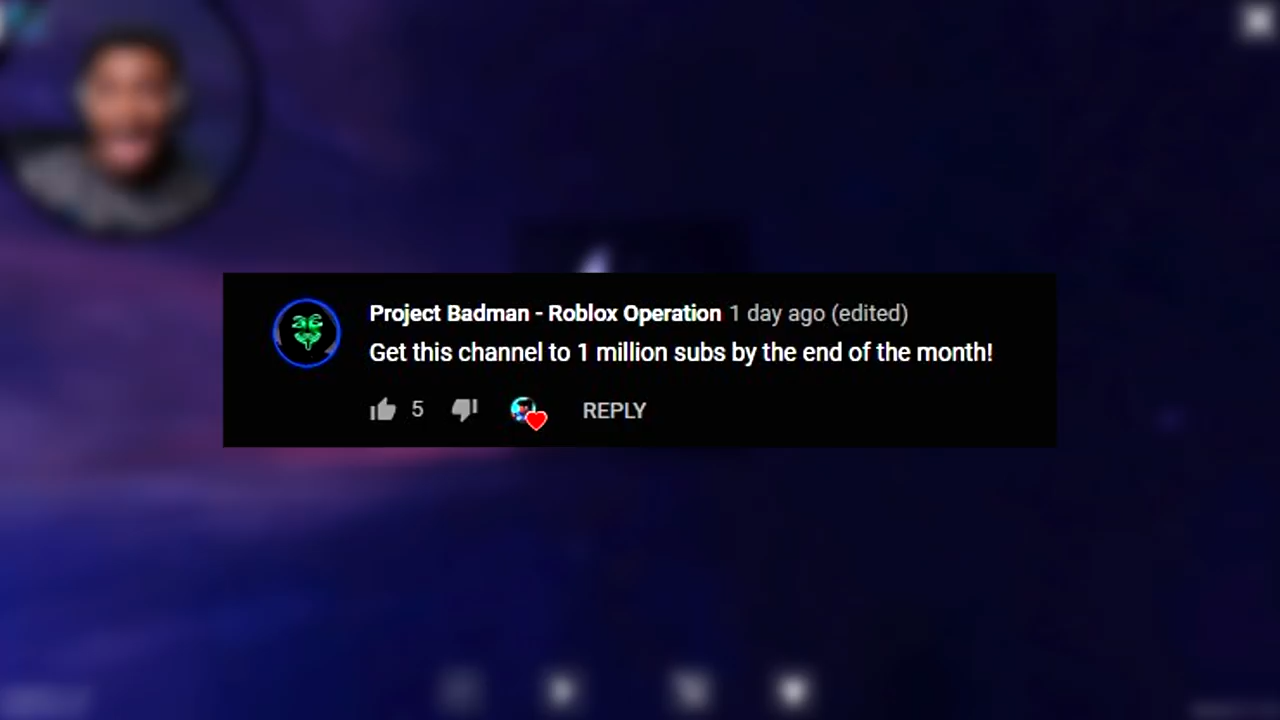 Project Badman - Roblox Operation 1 day ago (edited)
Get this channel to 1 million subs by the end of the month!
5 REPLY